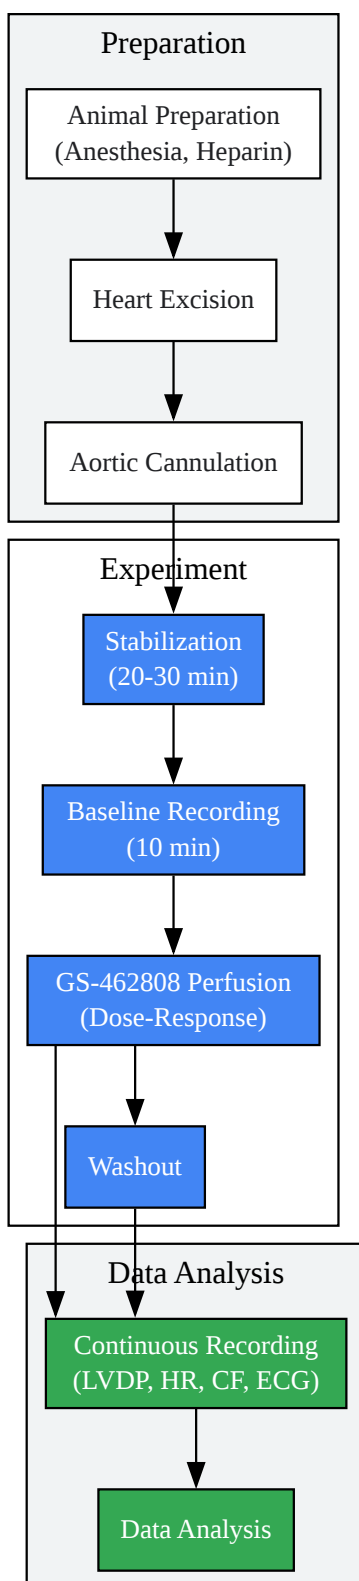 Preparation
Animal Preparation
(Anesthesia, Heparin)
Heart Excision
Aortic Cannulation
Experiment
Stabilization
(20-30 min)
Baseline Recording
(10 min)
GS-462808 Perfusion
(Dose-Response)
Washout
Data Analysis
Continuous Recording
(LVDP, HR, CF, ECG)
Data Analysis